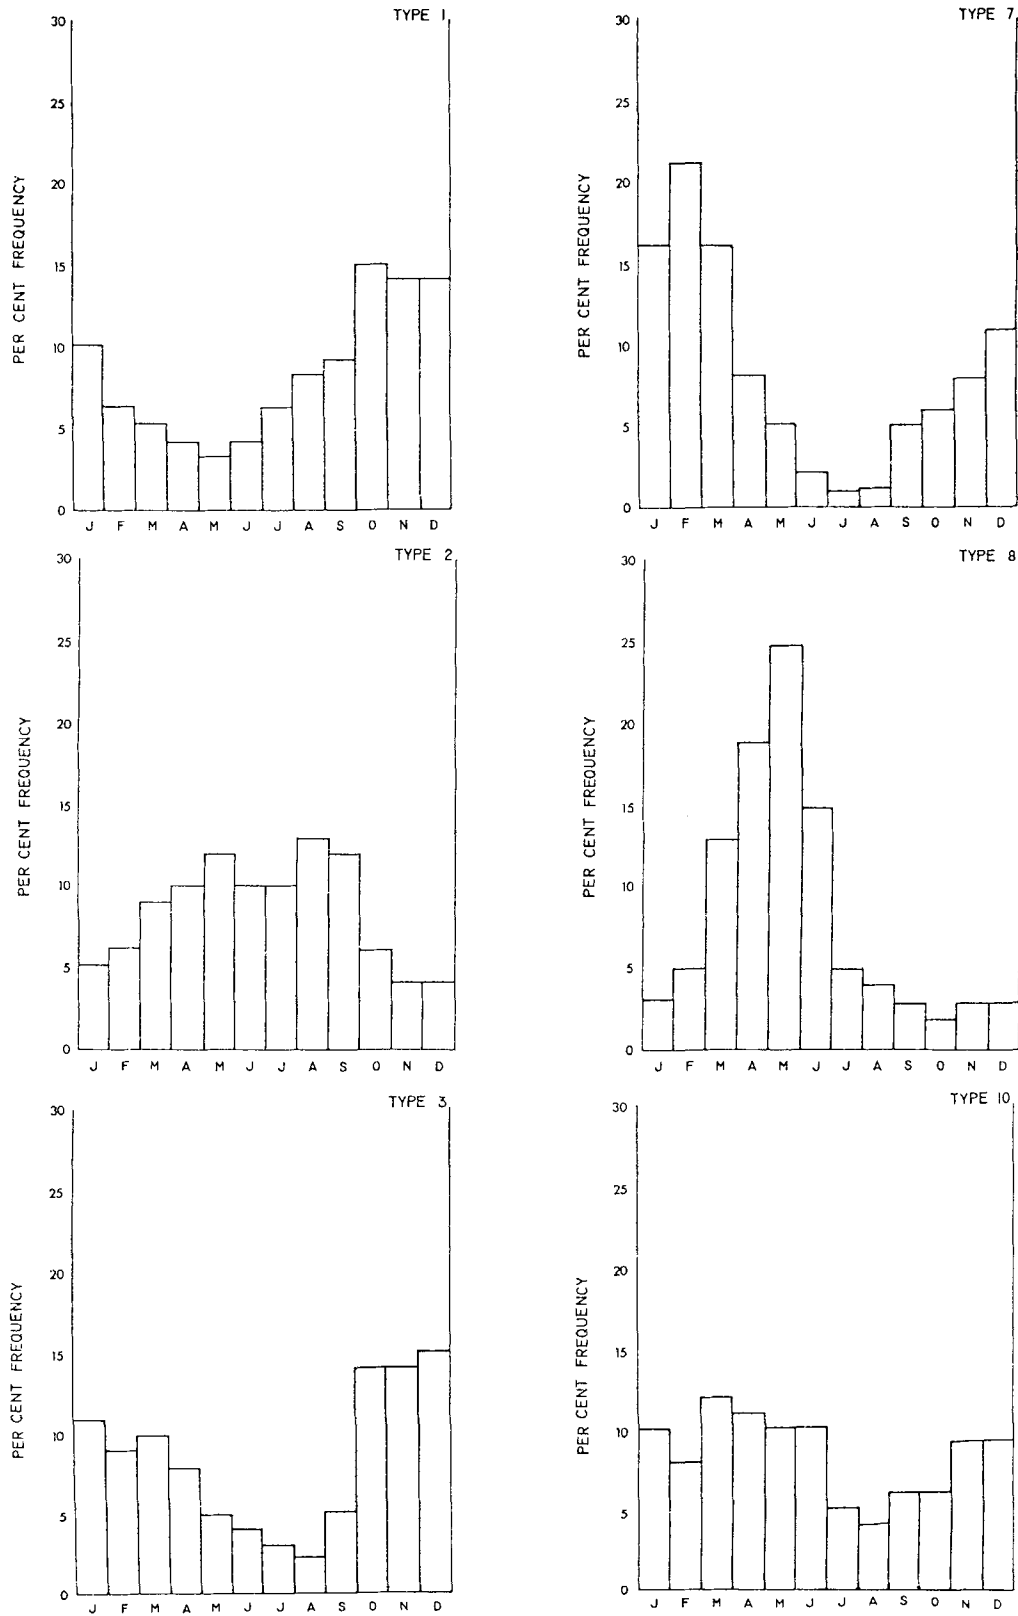 TYPE 1
30
25
20
15
10
5
0
PER CENT FREQUENCY
J F M A M J J A S O N D
TYPE 2
30
25
20
15
10
5
0
PER CENT FREQUENCY
J F M A M J J A S O N D
TYPE 3
30
25
20
15
10
5
0
PER CENT FREQUENCY
J F M A M J J A S O N D
TYPE 7
30
25
20
15
10
5
0
PER CENT FREQUENCY
J F M A M J J A S O N D
TYPE 8
30
25
20
15
10
5
0
PER CENT FREQUENCY
J F M A M J J A S O N D
TYPE 10
30
25
20
15
10
5
0
PER CENT FREQUENCY
J F M A M J J A S O N D